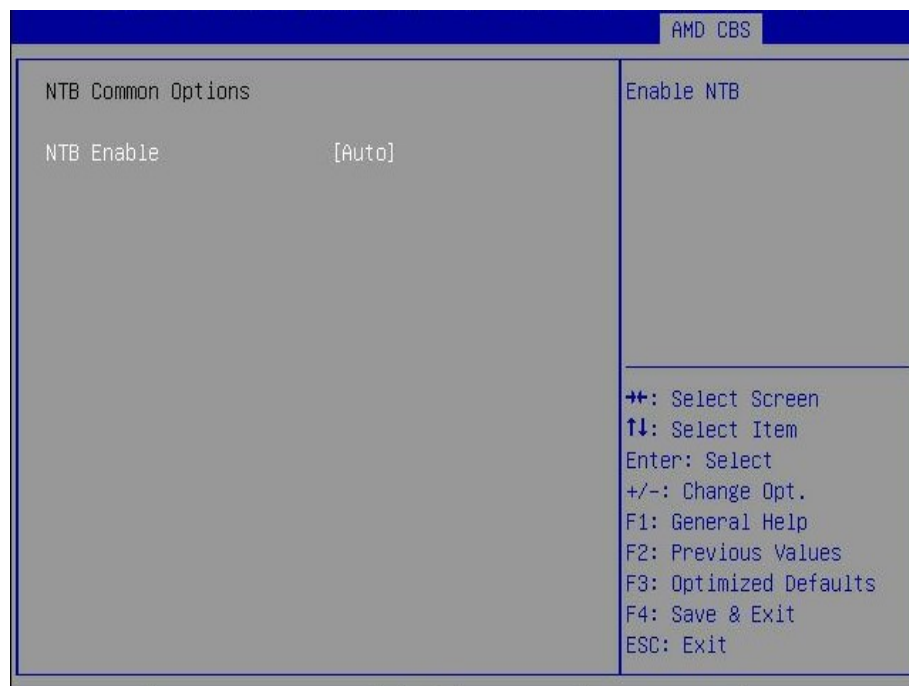 AMD CBS
NTB Common Options
NTB Enable [Auto]
Enable NTB
→←: Select Screen
↑↓: Select Item
Enter: Select
+/-: Change Opt.
F1: General Help
F2: Previous Values
F3: Optimized Defaults
F4: Save & Exit
ESC: Exit